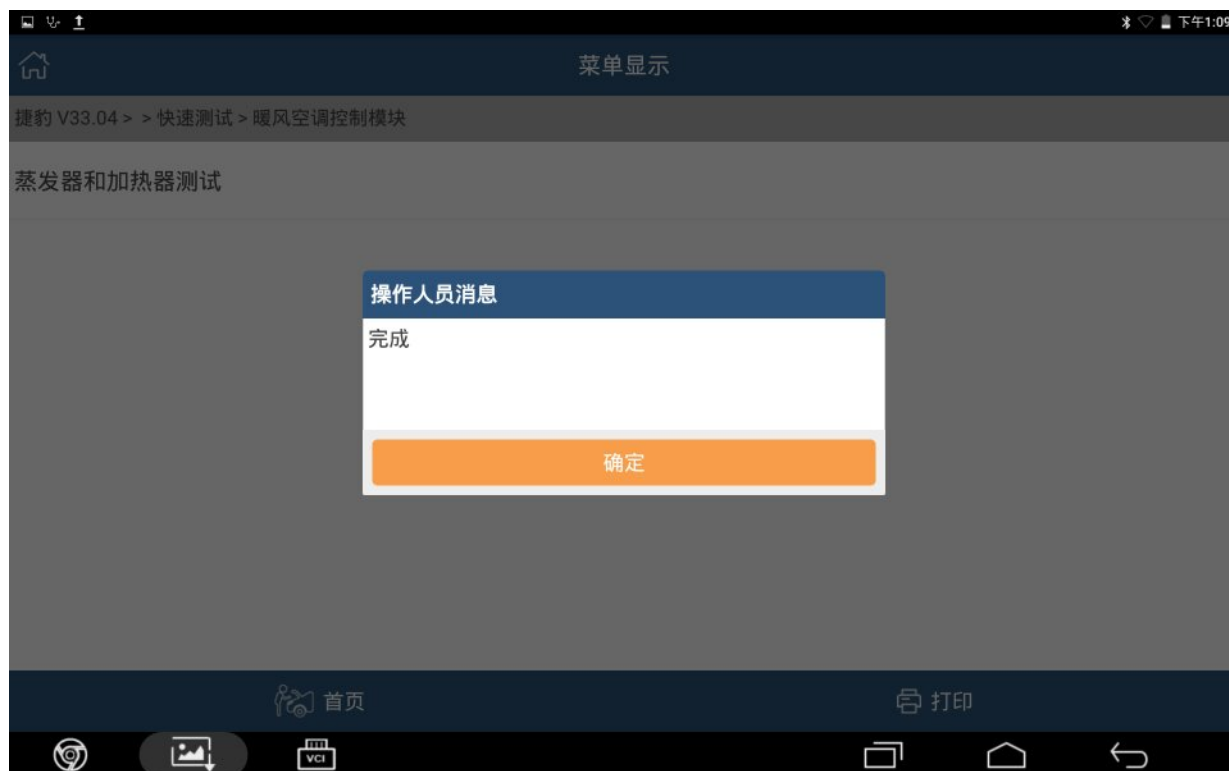 下午1:09
菜单显示
捷豹 V33.04 > > 快速测试 > 暖风空调控制模块
蒸发器和加热器测试
操作人员消息
完成
确定
首页
打印
VCI